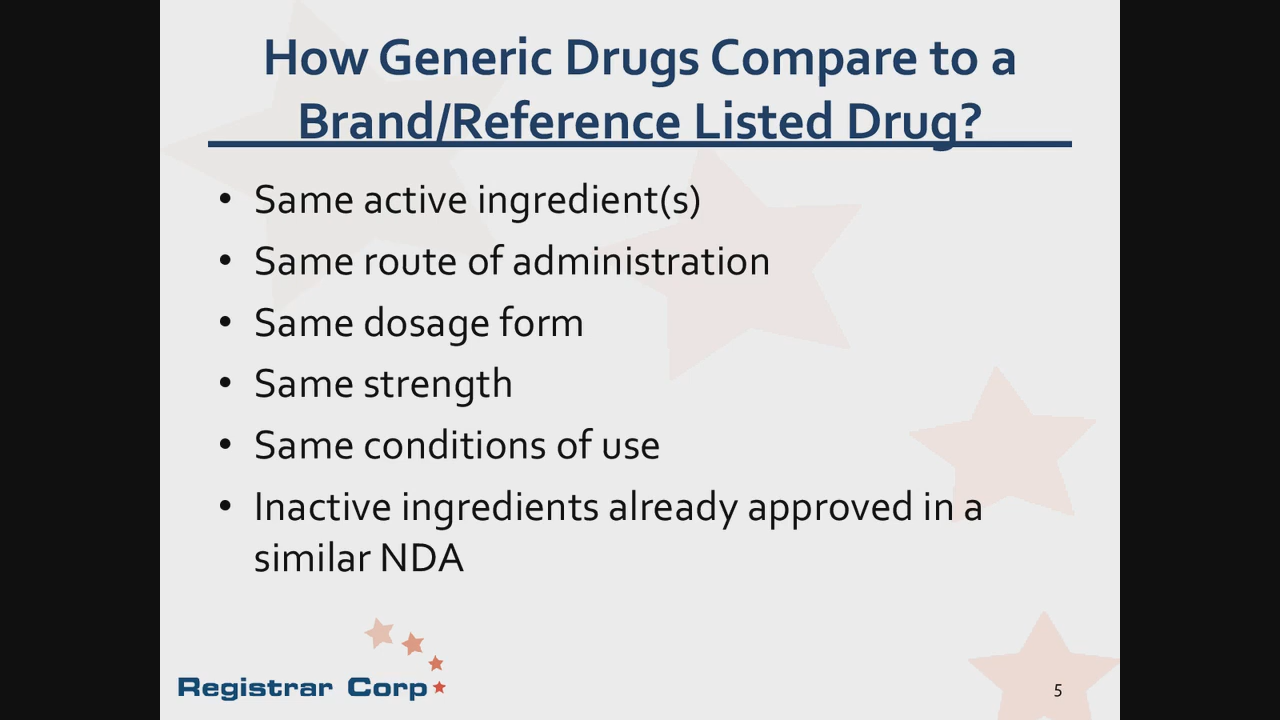 How Generic Drugs Compare to a
Brand/Reference Listed Drug?
• Same active ingredient(s)
• Same route of administration
• Same dosage form
• Same strength
• Same conditions of use
• Inactive ingredients already approved in a
similar NDA
Registrar Corp
5